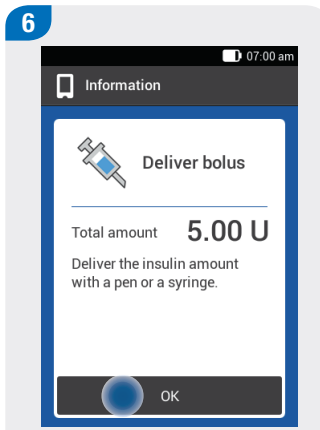 6
07:00 am
Information
Deliver bolus
Total amount 5.00 U
Deliver the insulin amount
with a pen or a syringe.
OK